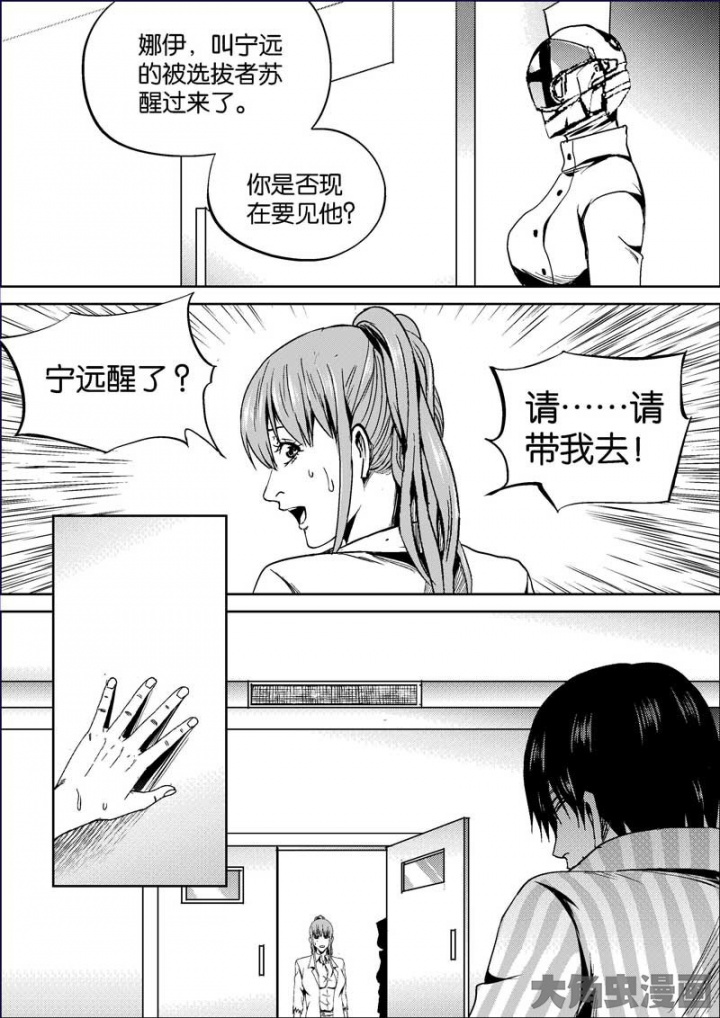 娜伊，叫宁远
的被选拔者苏
醒过来了。
你是否现
在要见他？
宁远醒了？
请……请
带我去！
大角虫漫画